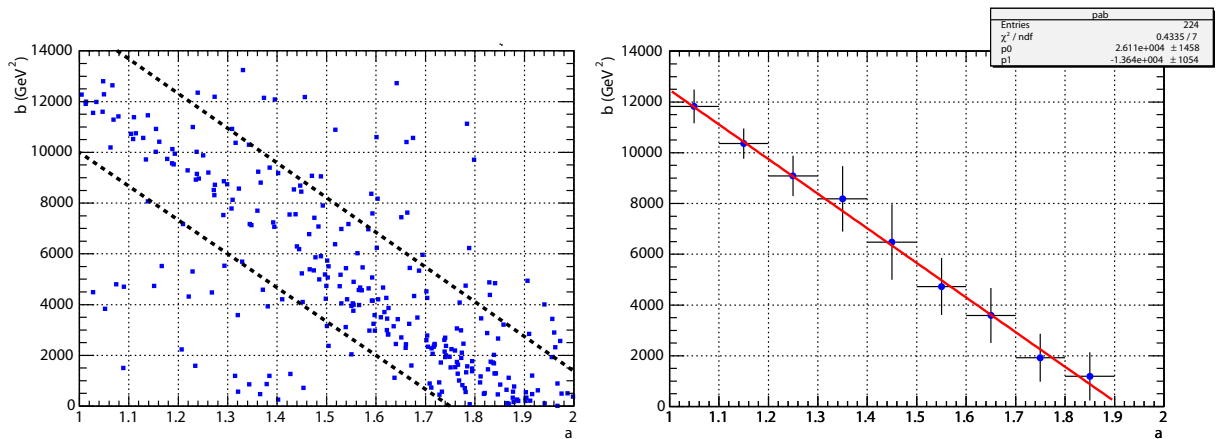 14000
12000
10000
8000
6000
4000
2000
0
b (GeV²)
1 1.1 1.2 1.3 1.4 1.5 1.6 1.7 1.8 1.9 2
a
pab
Entries 224
χ² / ndf 0.4335 / 7
p0 2.611e+004 ± 1458
p1 -1.364e+004 ± 1054
14000
12000
10000
8000
6000
4000
2000
0
b (GeV²)
1 1.1 1.2 1.3 1.4 1.5 1.6 1.7 1.8 1.9 2
a